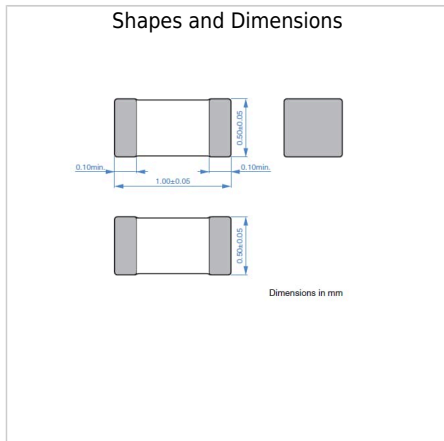 Shapes and Dimensions
0.50±0.05
0.10min.
0.10min.
1.00±0.05
0.50±0.05
Dimensions in mm